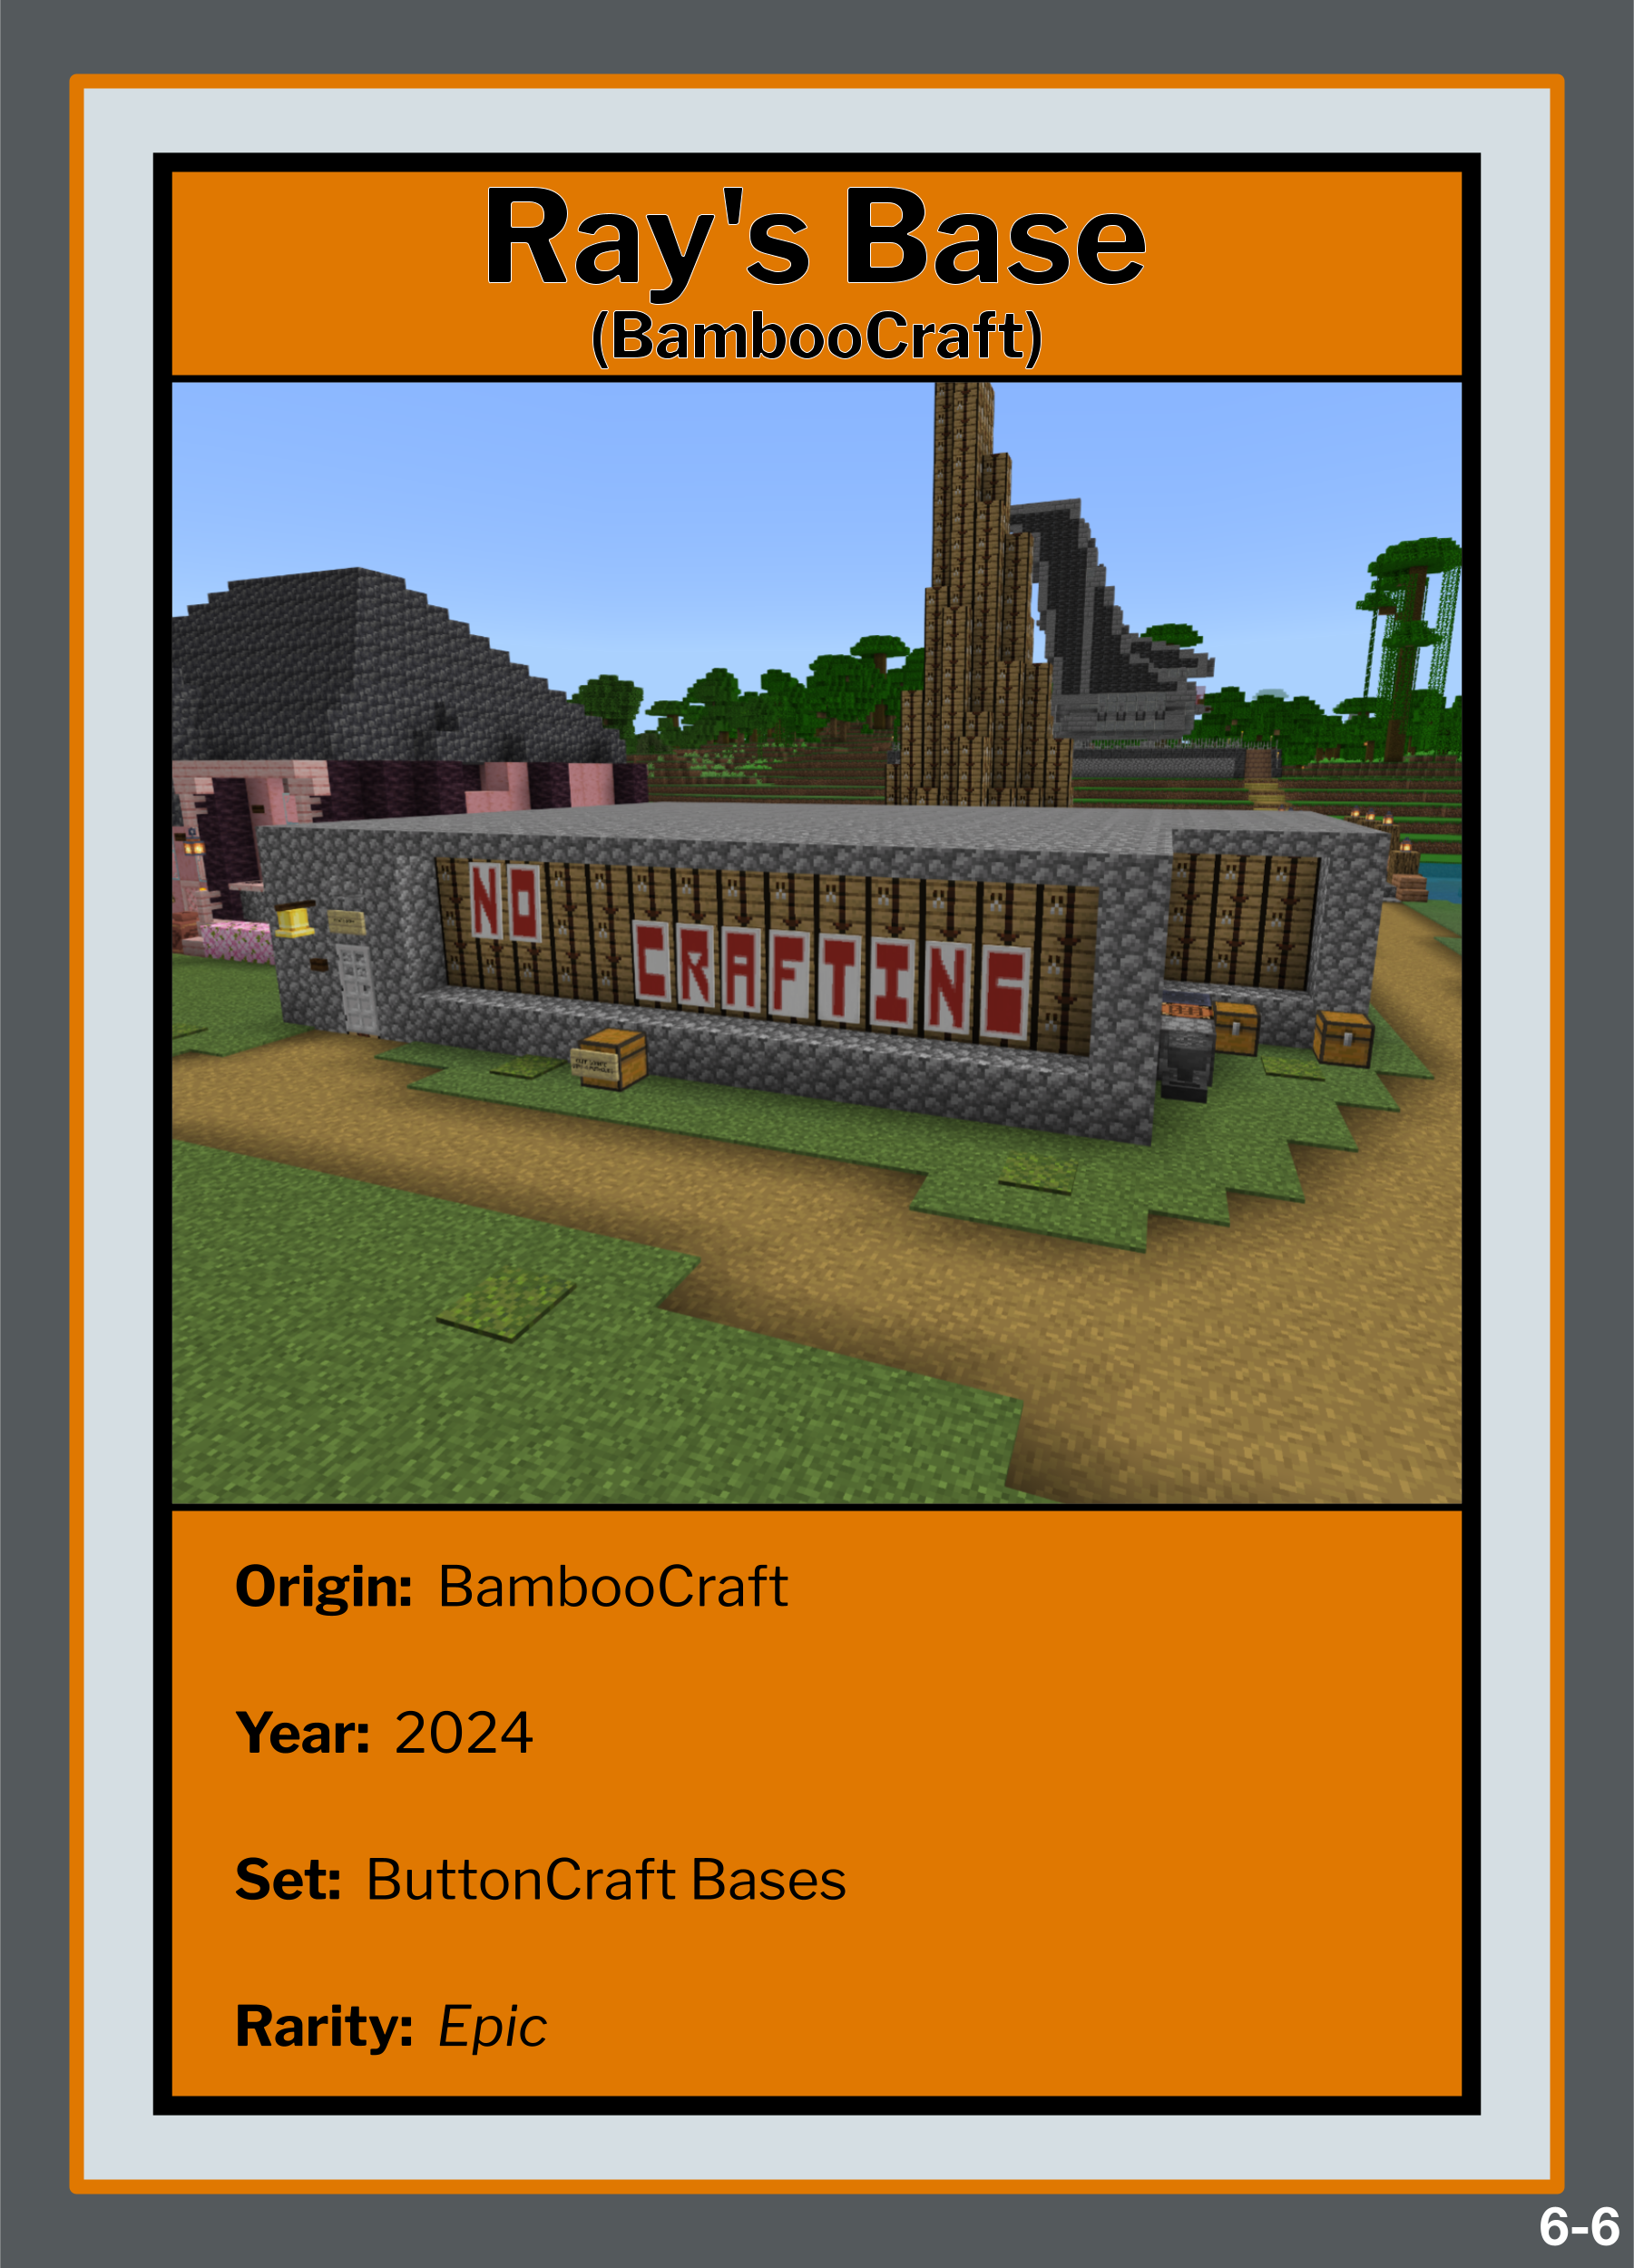 Ray's Base
(BambooCraft)
NO
CRAFTING
Origin: BambooCraft
Year: 2024
Set: ButtonCraft Bases
Rarity: Epic
6-6